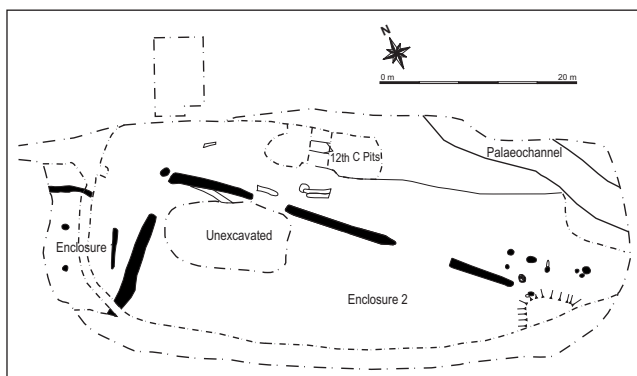 N
0 m 20 m
12th C Pits
Palaeochannel
Enclosure
Unexcavated
Enclosure 2